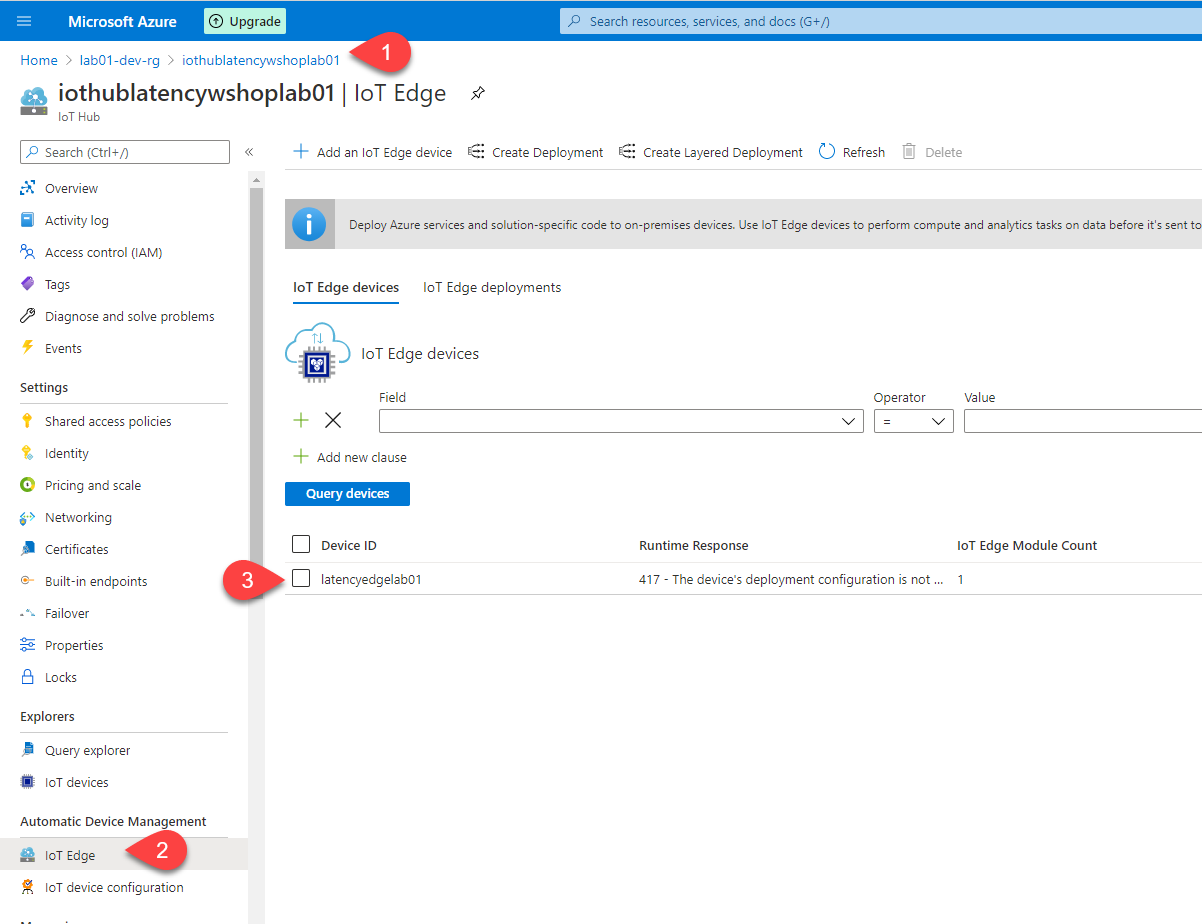 Microsoft Azure
Upgrade
Search resources, services, and docs (G+/)
Home > lab01-dev-rg > iothublatencywshoplab01
1
iothublatencywshoplab01 | IoT Edge
IoT Hub
Search (Ctrl+/)
«
Add an IoT Edge device
Create Deployment
Create Layered Deployment
Refresh
Delete
Overview
Activity log
Access control (IAM)
Tags
Diagnose and solve problems
Events
Settings
Shared access policies
Identity
Pricing and scale
Networking
Certificates
Built-in endpoints
Failover
Properties
Locks
Explorers
Query explorer
IoT devices
Automatic Device Management
IoT Edge
2
IoT device configuration
Deploy Azure services and solution-specific code to on-premises devices. Use IoT Edge devices to perform compute and analytics tasks on data before it's sent to
IoT Edge devices
IoT Edge deployments
IoT Edge devices
Field
Operator
Value
=
Add new clause
Query devices
Device ID
Runtime Response
IoT Edge Module Count
3
latencyedgelab01
417 - The device's deployment configuration is not ...
1